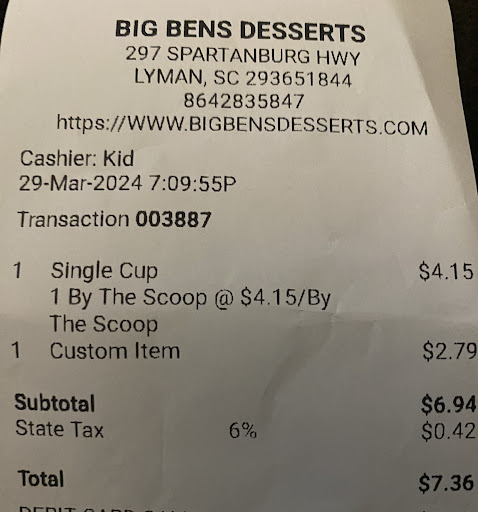 BIG BENS DESSERTS
297 SPARTANBURG HWY
LYMAN, SC 293651844
8642835847
https://WWW.BIGBENSDESSERTS.COM
Cashier: Kid
29-Mar-2024 7:09:55P
Transaction 003887
1 Single Cup $4.15
1 By The Scoop @ $4.15/By
The Scoop
1 Custom Item $2.79
Subtotal $6.94
State Tax 6% $0.42
Total $7.36